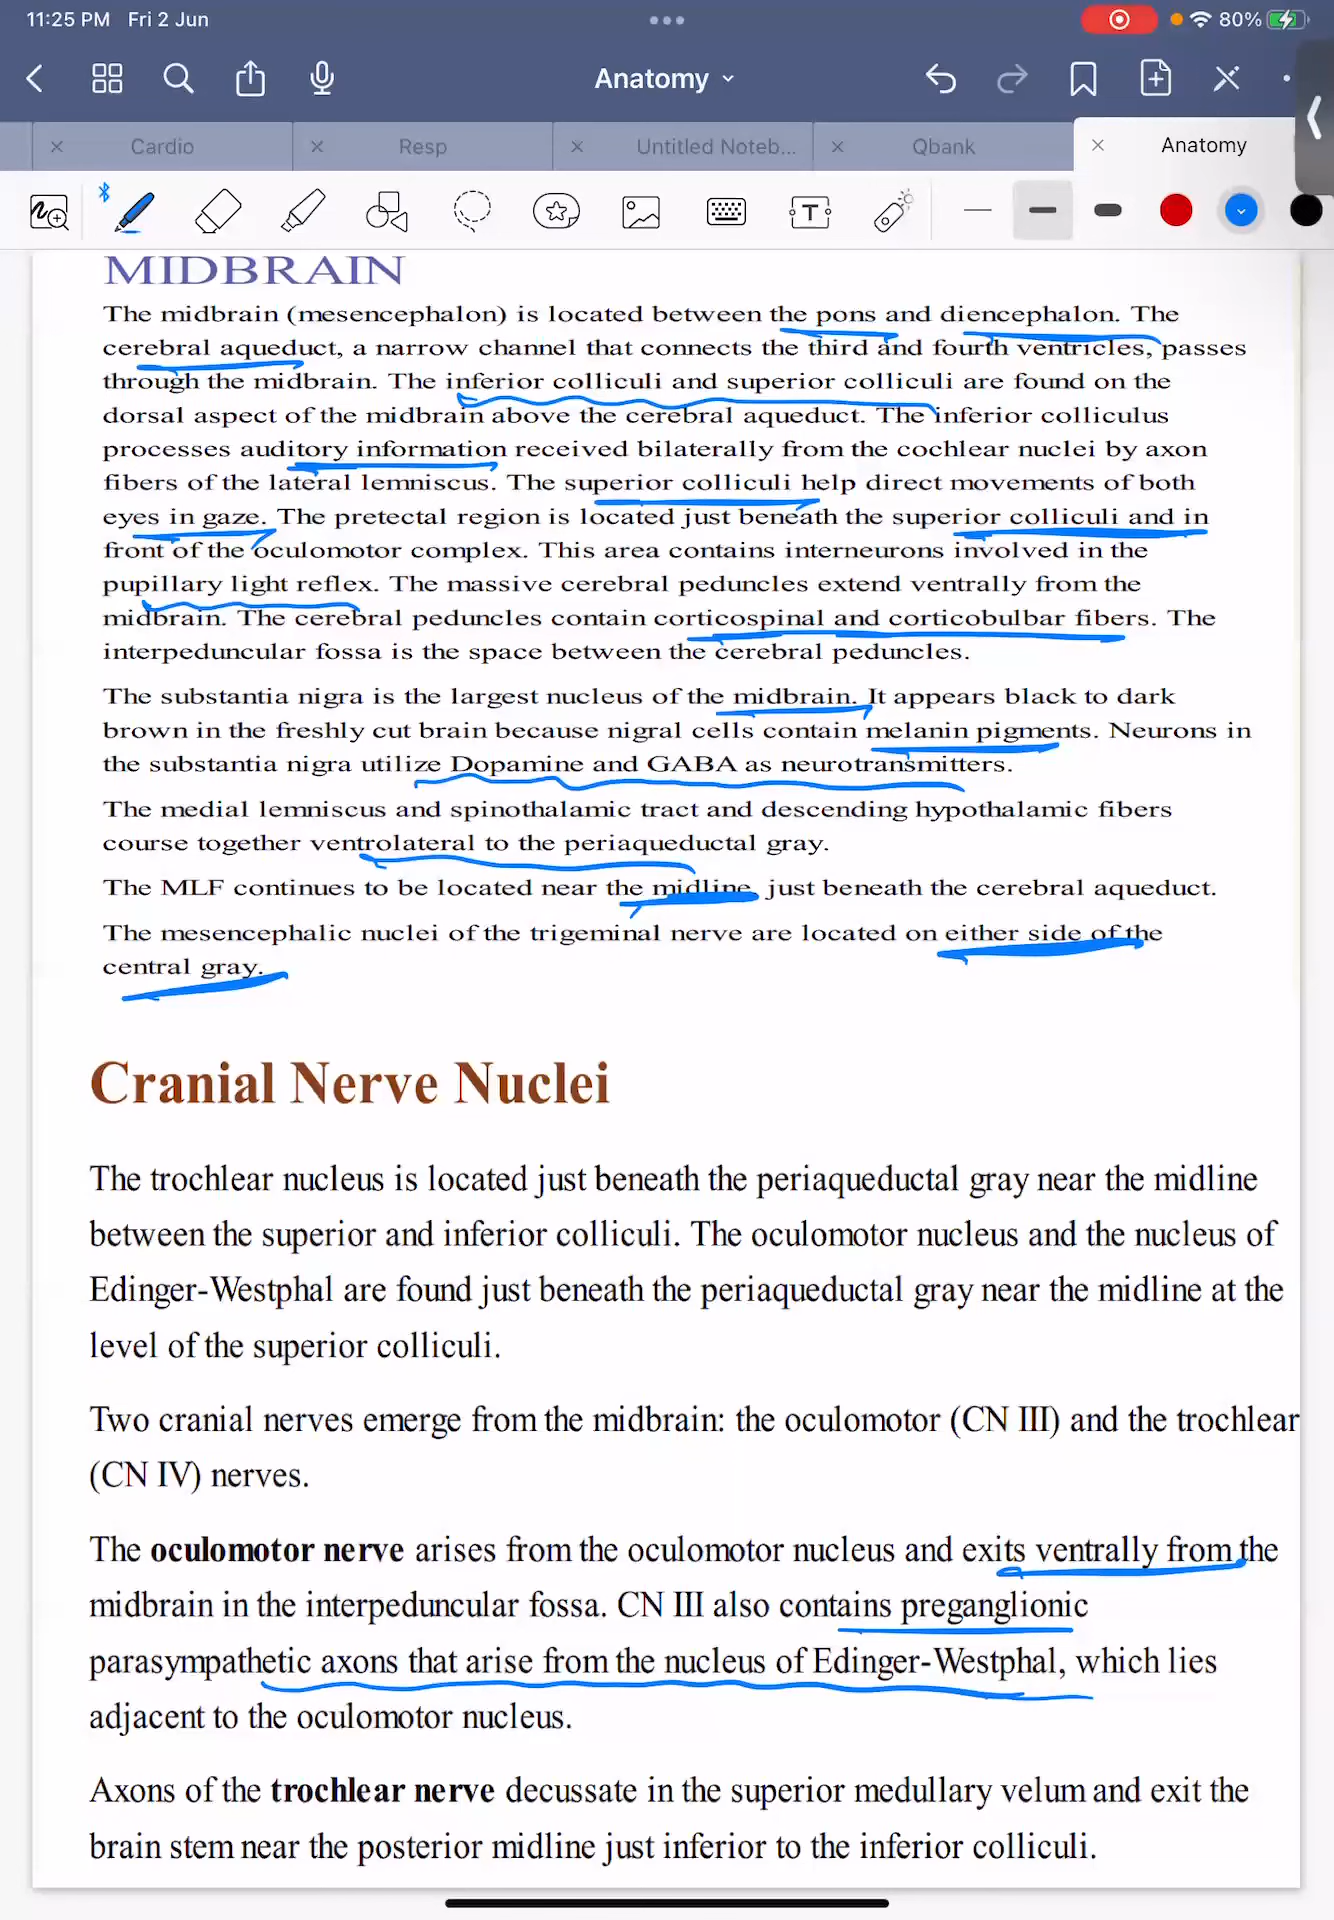 11:25 PM Fri 2 Jun
80%
Anatomy
Cardio
Resp
Untitled Noteb...
Qbank
Anatomy
T
MIDBRAIN
The midbrain (mesencephalon) is located between the pons and diencephalon. The
cerebral aqueduct, a narrow channel that connects the third and fourth ventricles, passes
through the midbrain. The inferior colliculi and superior colliculi are found on the
dorsal aspect of the midbrain above the cerebral aqueduct. The inferior colliculus
processes auditory information received bilaterally from the cochlear nuclei by axon
fibers of the lateral lemniscus. The superior colliculi help direct movements of both
eyes in gaze. The pretectal region is located just beneath the superior colliculi and in
front of the oculomotor complex. This area contains interneurons involved in the
pupillary light reflex. The massive cerebral peduncles extend ventrally from the
midbrain. The cerebral peduncles contain corticospinal and corticobulbar fibers. The
interpeduncular fossa is the space between the cerebral peduncles.
The substantia nigra is the largest nucleus of the midbrain. It appears black to dark
brown in the freshly cut brain because nigral cells contain melanin pigments. Neurons in
the substantia nigra utilize Dopamine and GABA as neurotransmitters.
The medial lemniscus and spinothalamic tract and descending hypothalamic fibers
course together ventrolateral to the periaqueductal gray.
The MLF continues to be located near the midline, just beneath the cerebral aqueduct.
The mesencephalic nuclei of the trigeminal nerve are located on either side of the
central gray.
Cranial Nerve Nuclei
The trochlear nucleus is located just beneath the periaqueductal gray near the midline
between the superior and inferior colliculi. The oculomotor nucleus and the nucleus of
Edinger-Westphal are found just beneath the periaqueductal gray near the midline at the
level of the superior colliculi.
Two cranial nerves emerge from the midbrain: the oculomotor (CN III) and the trochlear
(CN IV) nerves.
The oculomotor nerve arises from the oculomotor nucleus and exits ventrally from the
midbrain in the interpeduncular fossa. CN III also contains preganglionic
parasympathetic axons that arise from the nucleus of Edinger-Westphal, which lies
adjacent to the oculomotor nucleus.
Axons of the trochlear nerve decussate in the superior medullary velum and exit the
brain stem near the posterior midline just inferior to the inferior colliculi.